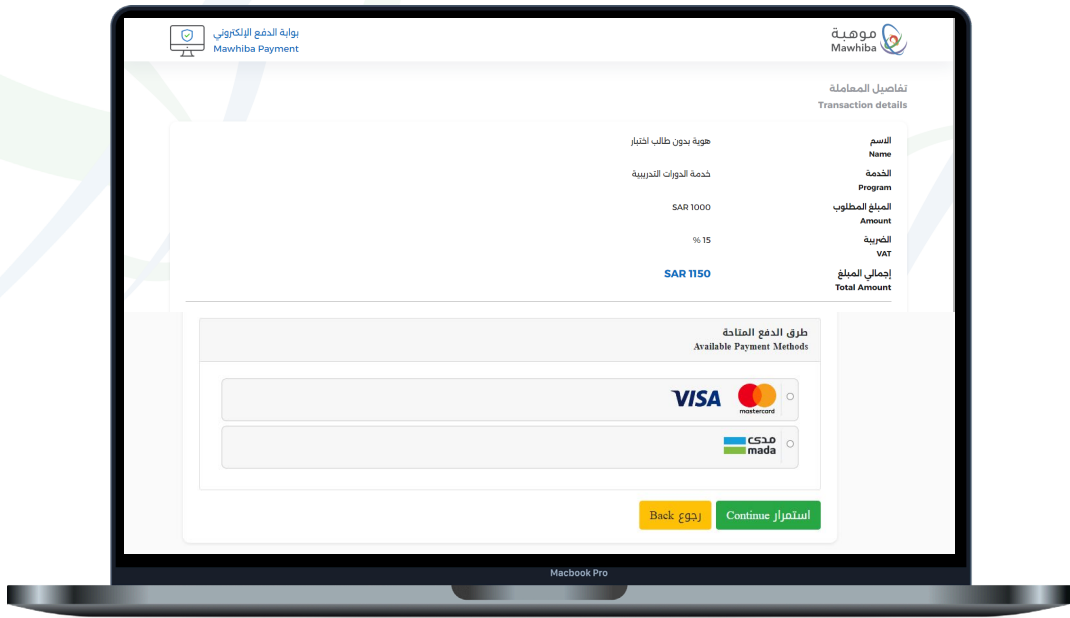 موهبة
Mawhiba
بوابة الدفع الإلكتروني
Mawhiba Payment
تفاصيل المعاملة
Transaction details
الاسم
Name
هوية بدون طالب اختبار
الخدمة
Program
خدمة الدورات التدريبية
المبلغ المطلوب
Amount
SAR 1000
الضريبة
VAT
% 15
إجمالي المبلغ
Total Amount
SAR 1150
طرق الدفع المتاحة
Available Payment Methods
VISA
mastercard
مدى
mada
استمرار Continue
رجوع Back
Macbook Pro